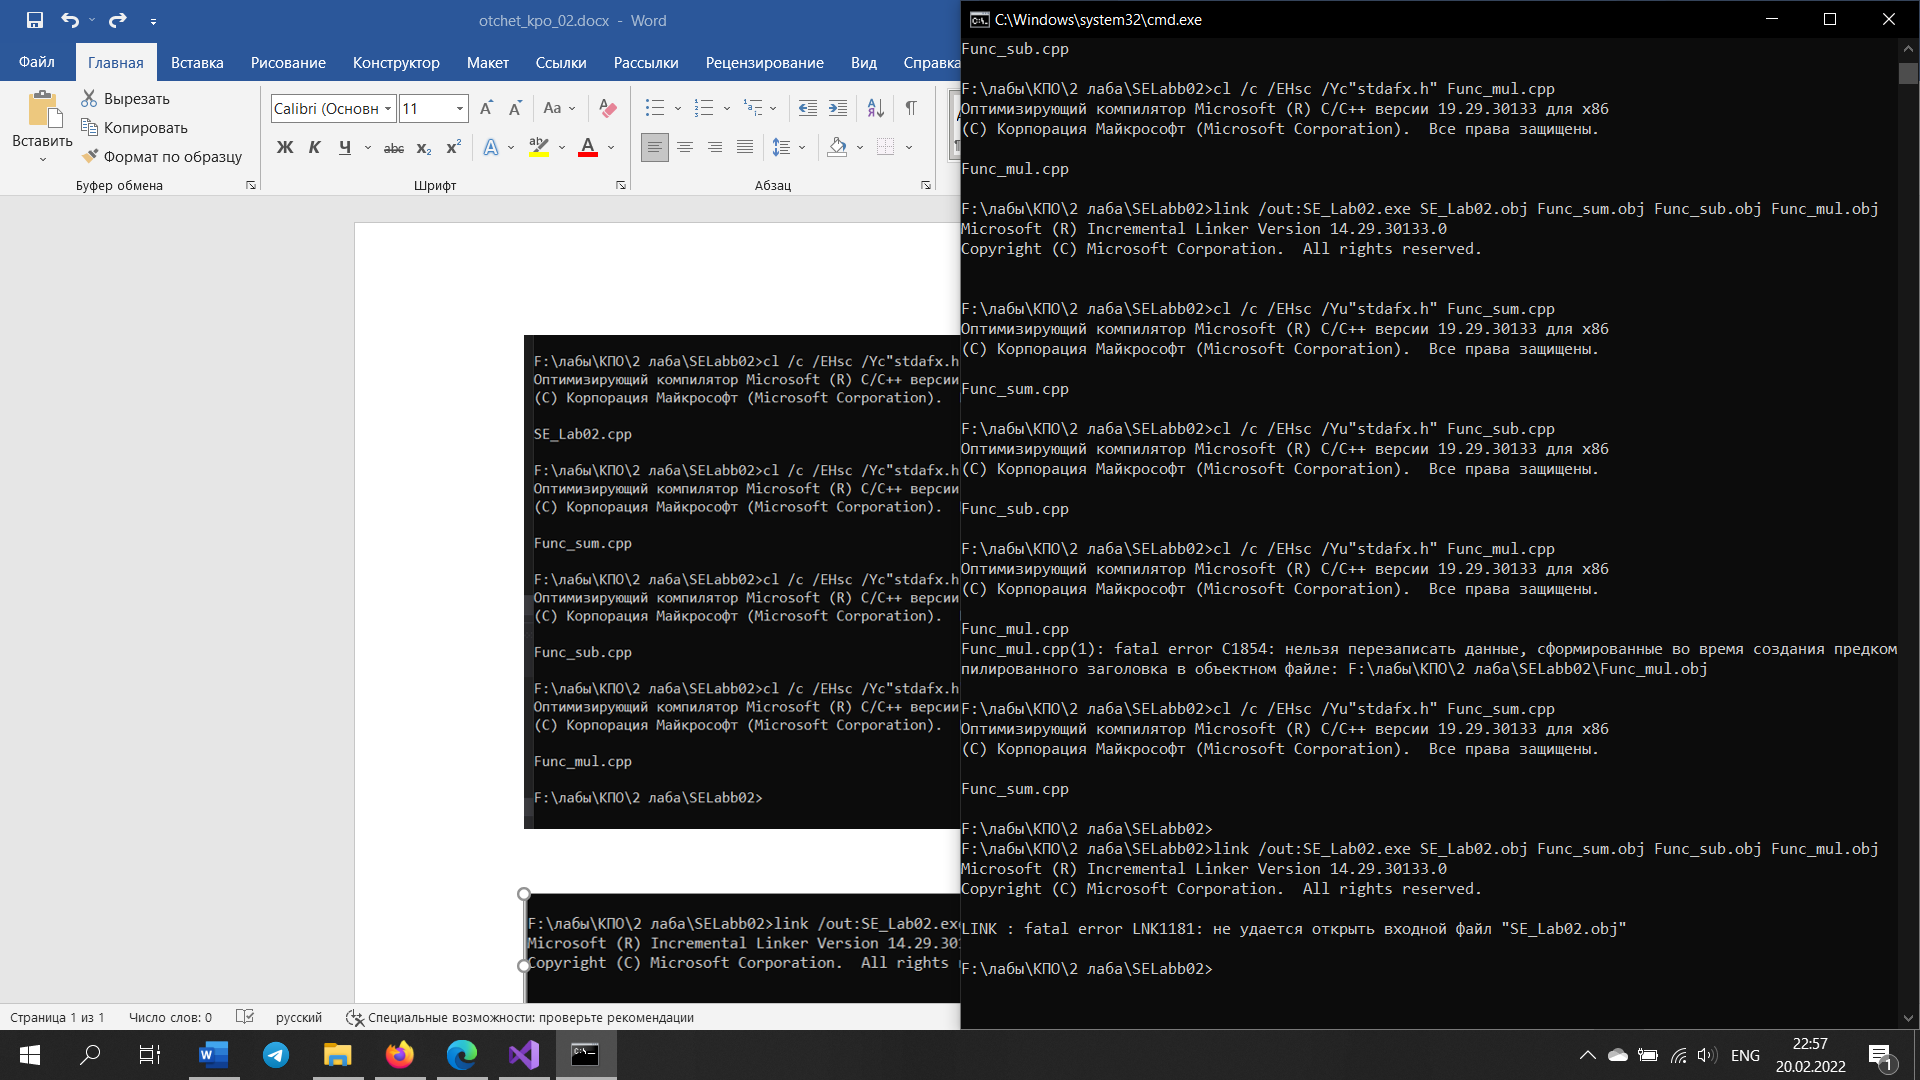 otchet_kpo_02.docx - Word
Файл Главная Вставка Рисование Конструктор Макет Ссылки Рассылки Рецензирование Вид Справка
Вставить
Вырезать
Копировать
Формат по образцу
Буфер обмена
Calibri (Основн 11
Aa
Ж К Ч abc x₂ x²
Шрифт
Абзац
F:\лабы\КПО\2 лаба\SELabb02>cl /c /EHsc /Yc"stdafx.h
Оптимизирующий компилятор Microsoft (R) C/C++ версии
(C) Корпорация Майкрософт (Microsoft Corporation).
SE_Lab02.cpp
F:\лабы\КПО\2 лаба\SELabb02>cl /c /EHsc /Yc"stdafx.h
Оптимизирующий компилятор Microsoft (R) C/C++ версии
(C) Корпорация Майкрософт (Microsoft Corporation).
Func_sum.cpp
F:\лабы\КПО\2 лаба\SELabb02>cl /c /EHsc /Yc"stdafx.h
Оптимизирующий компилятор Microsoft (R) C/C++ версии
(C) Корпорация Майкрософт (Microsoft Corporation).
Func_sub.cpp
F:\лабы\КПО\2 лаба\SELabb02>cl /c /EHsc /Yc"stdafx.h
Оптимизирующий компилятор Microsoft (R) C/C++ версии
(C) Корпорация Майкрософт (Microsoft Corporation).
Func_mul.cpp
F:\лабы\КПО\2 лаба\SELabb02>
F:\лабы\КПО\2 лаба\SELabb02>link /out:SE_Lab02.exe
Microsoft (R) Incremental Linker Version 14.29.301
Copyright (C) Microsoft Corporation.  All rights
Страница 1 из 1 Число слов: 0 русский Специальные возможности: проверьте рекомендации
C:\Windows\system32\cmd.exe
Func_sub.cpp
F:\лабы\КПО\2 лаба\SELabb02>cl /c /EHsc /Yc"stdafx.h" Func_mul.cpp
Оптимизирующий компилятор Microsoft (R) C/C++ версии 19.29.30133 для x86
(C) Корпорация Майкрософт (Microsoft Corporation).  Все права защищены.
Func_mul.cpp
F:\лабы\КПО\2 лаба\SELabb02>link /out:SE_Lab02.exe SE_Lab02.obj Func_sum.obj Func_sub.obj Func_mul.obj
Microsoft (R) Incremental Linker Version 14.29.30133.0
Copyright (C) Microsoft Corporation.  All rights reserved.
F:\лабы\КПО\2 лаба\SELabb02>cl /c /EHsc /Yu"stdafx.h" Func_sum.cpp
Оптимизирующий компилятор Microsoft (R) C/C++ версии 19.29.30133 для x86
(C) Корпорация Майкрософт (Microsoft Corporation).  Все права защищены.
Func_sum.cpp
F:\лабы\КПО\2 лаба\SELabb02>cl /c /EHsc /Yu"stdafx.h" Func_sub.cpp
Оптимизирующий компилятор Microsoft (R) C/C++ версии 19.29.30133 для x86
(C) Корпорация Майкрософт (Microsoft Corporation).  Все права защищены.
Func_sub.cpp
F:\лабы\КПО\2 лаба\SELabb02>cl /c /EHsc /Yu"stdafx.h" Func_mul.cpp
Оптимизирующий компилятор Microsoft (R) C/C++ версии 19.29.30133 для x86
(C) Корпорация Майкрософт (Microsoft Corporation).  Все права защищены.
Func_mul.cpp
Func_mul.cpp(1): fatal error C1854: нельзя перезаписать данные, сформированные во время создания предком
пилированного заголовка в объектном файле: F:\лабы\КПО\2 лаба\SELabb02\Func_mul.obj
F:\лабы\КПО\2 лаба\SELabb02>cl /c /EHsc /Yu"stdafx.h" Func_sum.cpp
Оптимизирующий компилятор Microsoft (R) C/C++ версии 19.29.30133 для x86
(C) Корпорация Майкрософт (Microsoft Corporation).  Все права защищены.
Func_sum.cpp
F:\лабы\КПО\2 лаба\SELabb02>
F:\лабы\КПО\2 лаба\SELabb02>link /out:SE_Lab02.exe SE_Lab02.obj Func_sum.obj Func_sub.obj Func_mul.obj
Microsoft (R) Incremental Linker Version 14.29.30133.0
Copyright (C) Microsoft Corporation.  All rights reserved.
LINK : fatal error LNK1181: не удается открыть входной файл "SE_Lab02.obj"
F:\лабы\КПО\2 лаба\SELabb02>
ENG
22:57
20.02.2022
1